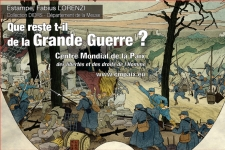 Estampe, Fabius LORENZI
Collection DIORS - Département de la Meuse
Que reste t-il
de la Grande Guerre ?
Centre Mondial de la Paix
des libertés et des droits de l'Homme
www.cmpaix.eu